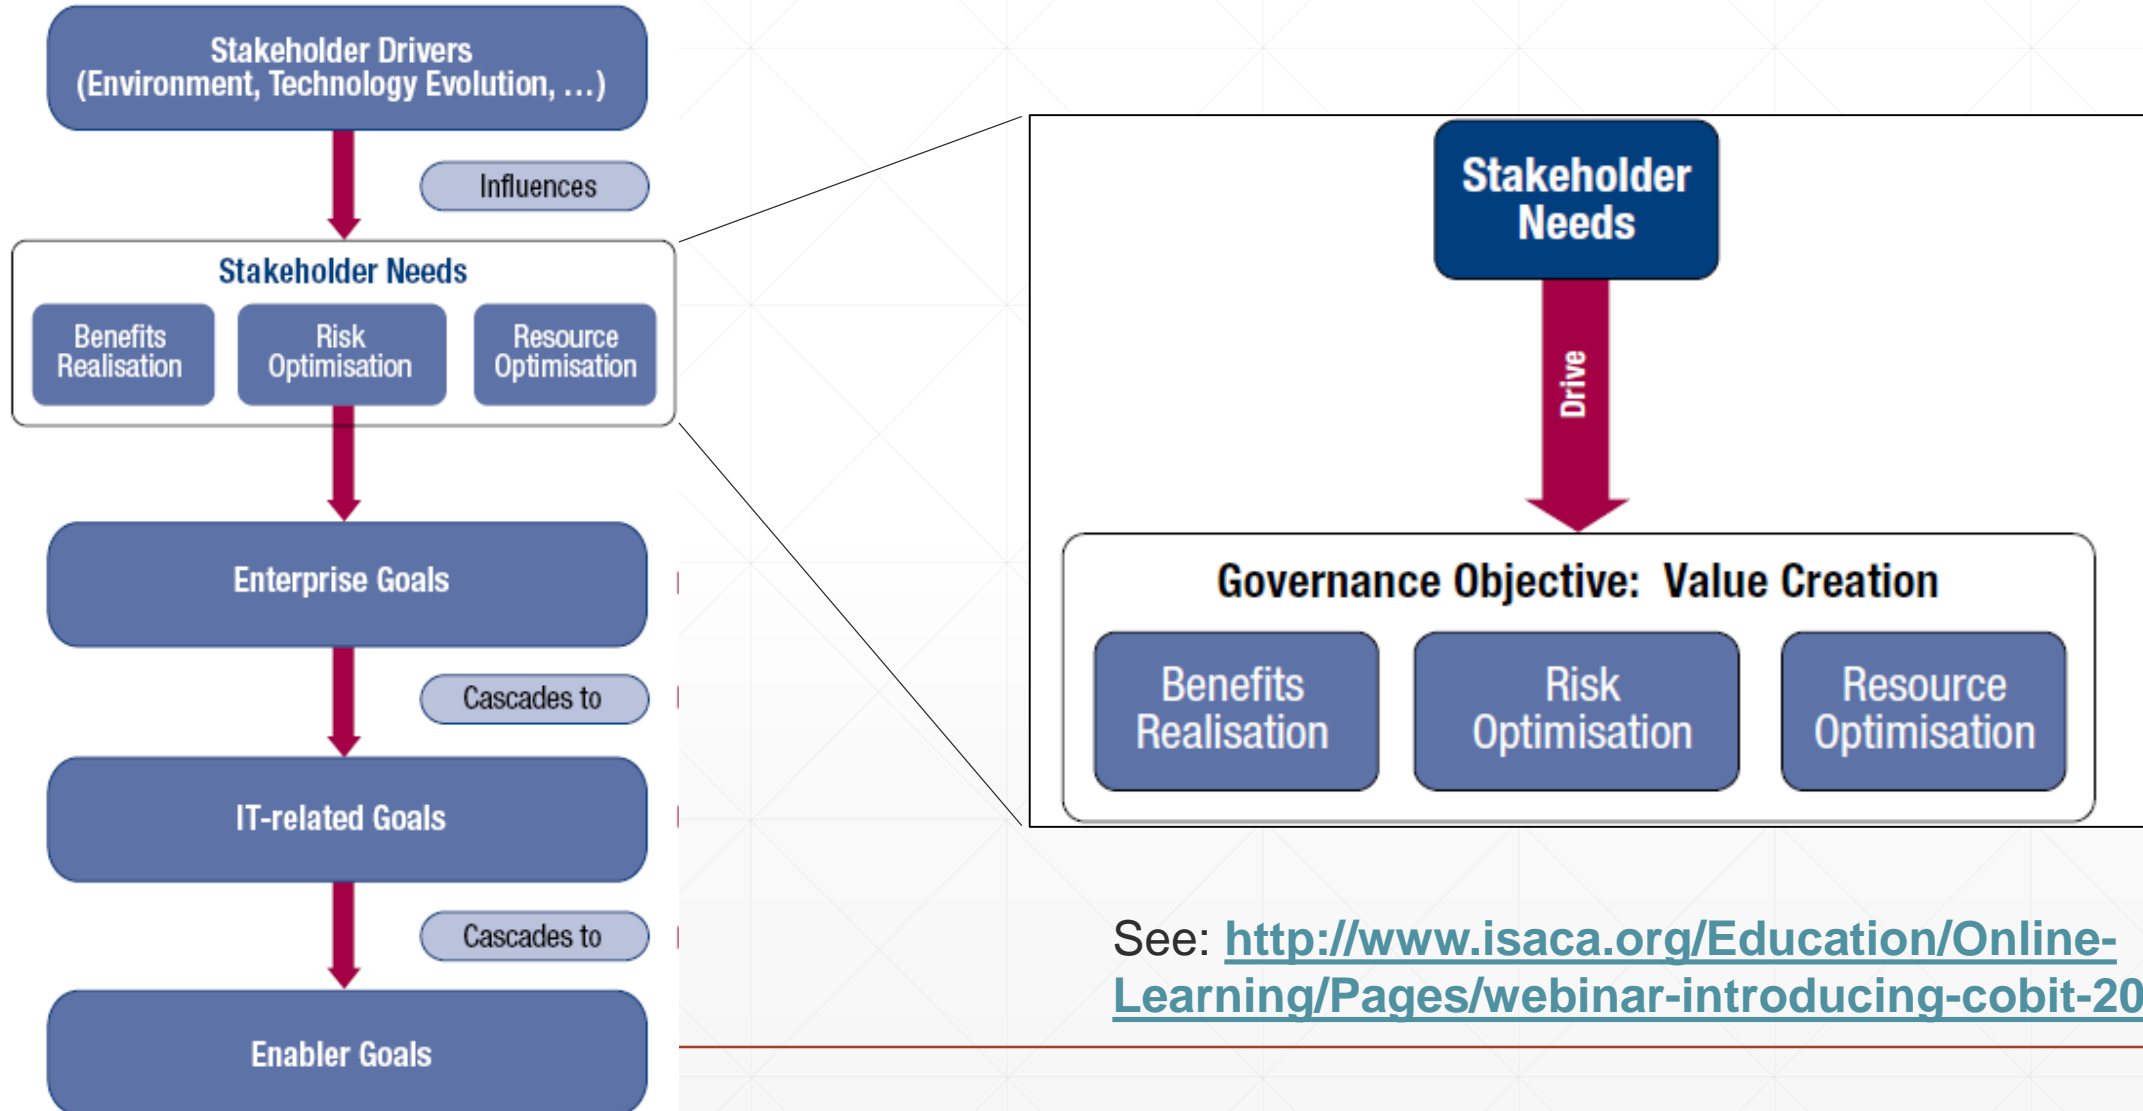 Stakeholder Drivers
(Environment, Technology Evolution, …)
Influences
Stakeholder Needs
Benefits
Realisation
Risk
Optimisation
Resource
Optimisation
Enterprise Goals
Cascades to
IT-related Goals
Cascades to
Enabler Goals
Stakeholder
Needs
Drive
Governance Objective: Value Creation
Benefits
Realisation
Risk
Optimisation
Resource
Optimisation
See: http://www.isaca.org/Education/Online-
Learning/Pages/webinar-introducing-cobit-20